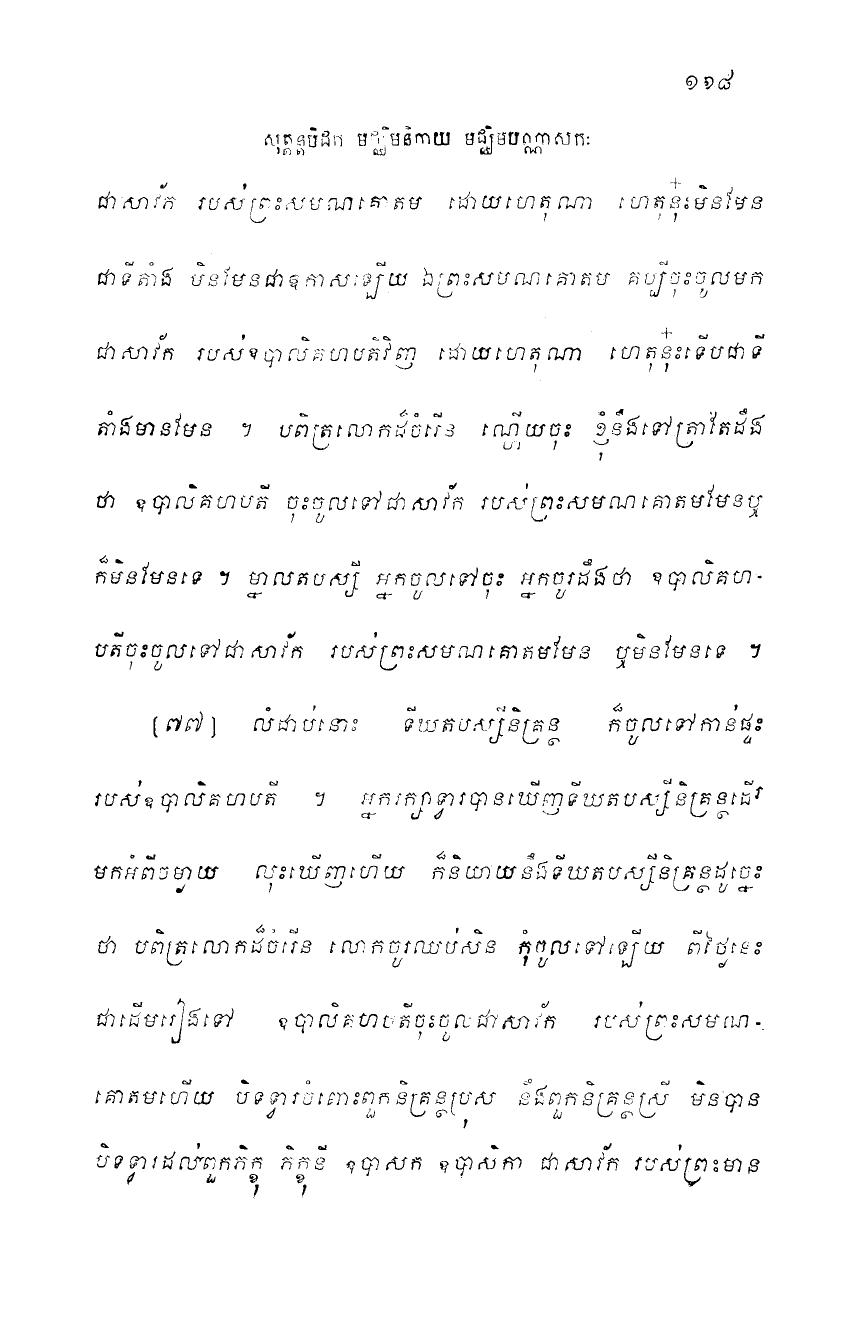 ១១៨
សុត្តន្តបិដក មជ្ឈិមនិកាយ មជ្ឈិមបណ្ណាសកៈ
ជាសាវ័ក របស់ព្រះសមណគោតម ដោយហេតុណា ហេតុនុ៎ះមិនមែន
ជាទីតាំង មិនមែនជាឧកាសឡើយ ឯព្រះសមណគោតម គប្បីចុះចូលមក
ជាសាវ័ក របស់ឧបាលិគហបតិវិញ ដោយហេតុណា ហេតុនុ៎ះទើបជាទី
តាំងមានមែន ។ បពិត្រលោកដ៏ចំរើន ណ្ហើយចុះ ខ្ញុំនឹងទៅត្រាតែដឹង
ថា ឧបាលិគហបតី ចុះចូលទៅជាសាវ័ក របស់ព្រះសមណគោតមមែនឬ
ក៏មិនមែនទេ ។ ម្នាលតបស្សី អ្នកចូលទៅចុះ អ្នកចូរដឹងថា ឧបាលិគហ-
បតីចុះចូលទៅជាសាវ័ក របស់ព្រះសមណគោតមមែន ឬមិនមែនទេ ។
[៧៧] លំដាប់នោះ ទីឃតបស្សីនិគ្រន្ថ ក៏ចូលទៅកាន់ផ្ទះ
របស់ឧបាលិគហបតី ។ អ្នករក្សាទ្វារបានឃើញទីឃតបស្សីនិគ្រន្ថដើរ
មកអំពីចម្ងាយ លុះឃើញហើយ ក៏និយាយនឹងទីឃតបស្សីនិគ្រន្ថដូច្នេះ
ថា បពិត្រលោកដ៏ចំរើន លោកចូរឈប់សិន កុំចូលទៅឡើយ ពីថ្ងៃនេះ
ជាដើមរៀងទៅ ឧបាលិគហបតីចុះចូលជាសាវ័ក របស់ព្រះសមណ-
គោតមហើយ បិទទ្វារចំពោះពួកនិគ្រន្ថប្រុស នឹងពួកនិគ្រន្ថស្រី មិនបាន
បិទទ្វារដល់ពួកភិក្ខុ ភិក្ខុនី ឧបាសក ឧបាសិកា ជាសាវ័ក របស់ព្រះមាន